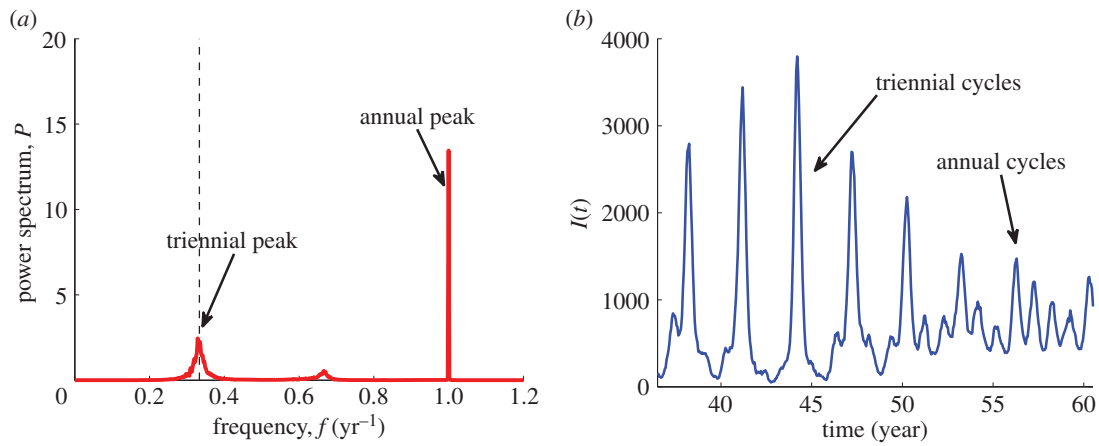 (a)
20
15
10
5
0
power spectrum, P
triennial peak
annual peak
0.2
0.4
0.6
0.8
1.0
1.2
frequency, f (yr⁻¹)
(b)
4000
3000
2000
1000
0
I(t)
triennial cycles
annual cycles
40
45
50
55
60
time (year)